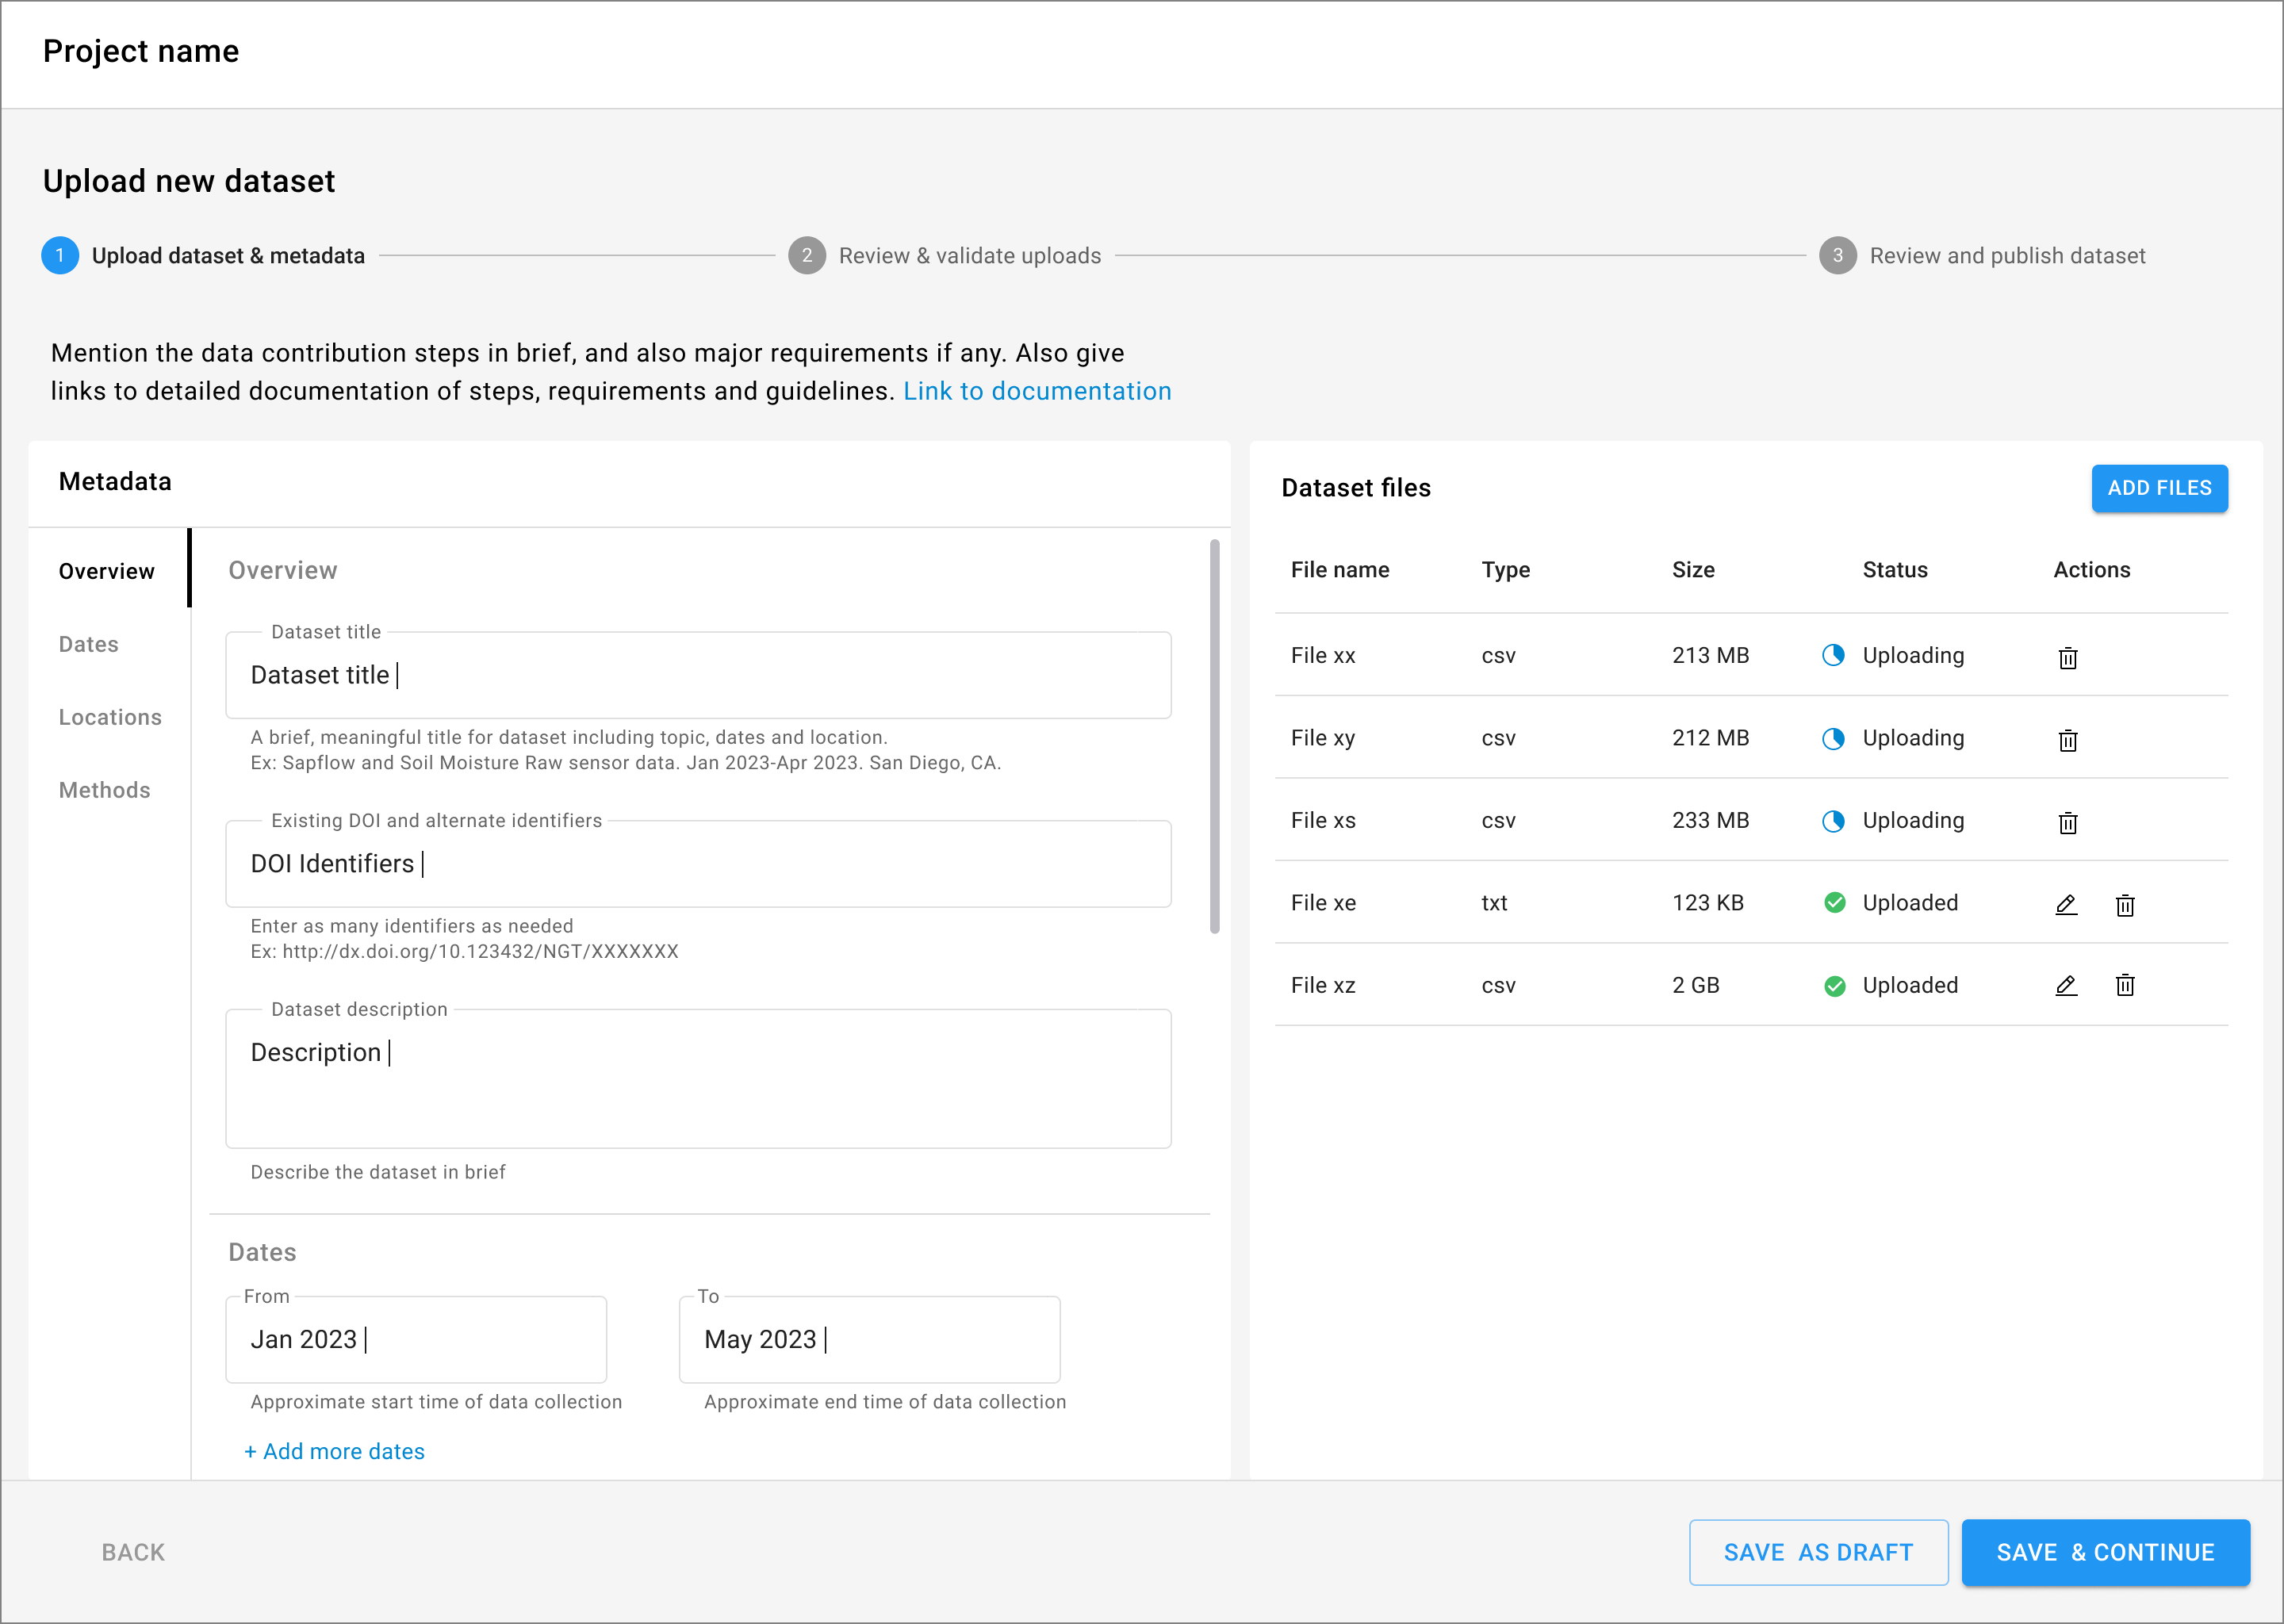 Project name
Upload new dataset
1 Upload dataset & metadata 2 Review & validate uploads 3 Review and publish dataset
Mention the data contribution steps in brief, and also major requirements if any. Also give
links to detailed documentation of steps, requirements and guidelines. Link to documentation
Metadata
Overview
Dates
Locations
Methods
Overview
Dataset title
Dataset title
A brief, meaningful title for dataset including topic, dates and location.
Ex: Sapflow and Soil Moisture Raw sensor data. Jan 2023-Apr 2023. San Diego, CA.
Existing DOI and alternate identifiers
DOI Identifiers
Enter as many identifiers as needed
Ex: http://dx.doi.org/10.123432/NGT/XXXXXXX
Dataset description
Description
Describe the dataset in brief
Dates
From To
Jan 2023 May 2023
Approximate start time of data collection Approximate end time of data collection
+ Add more dates
Dataset files ADD FILES
File name Type Size Status Actions
File xx csv 213 MB Uploading
File xy csv 212 MB Uploading
File xs csv 233 MB Uploading
File xe txt 123 KB Uploaded
File xz csv 2 GB Uploaded
BACK SAVE AS DRAFT SAVE & CONTINUE